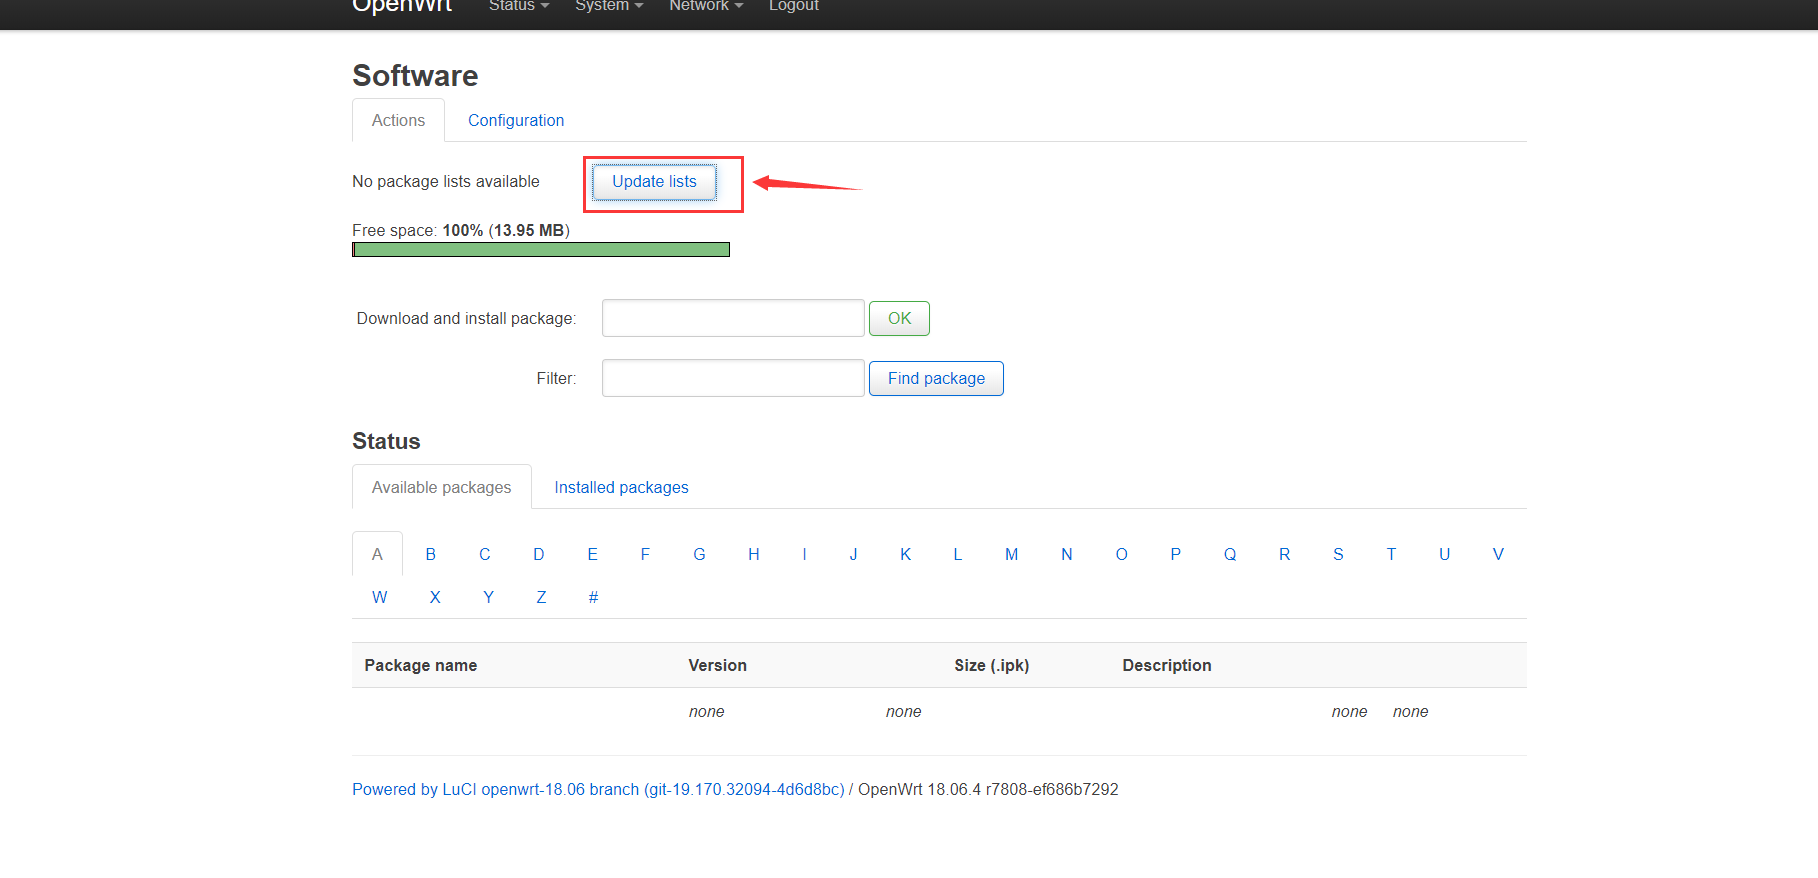 OpenWrt Status System Network Logout
Software
Actions Configuration
No package lists available Update lists
Free space: 100% (13.95 MB)
Download and install package: OK
Filter: Find package
Status
Available packages Installed packages
A B C D E F G H I J K L M N O P Q R S T U V
W X Y Z #
Package name Version Size (.ipk) Description
none none none none
Powered by LuCI openwrt-18.06 branch (git-19.170.32094-4d6d8bc) / OpenWrt 18.06.4 r7808-ef686b7292